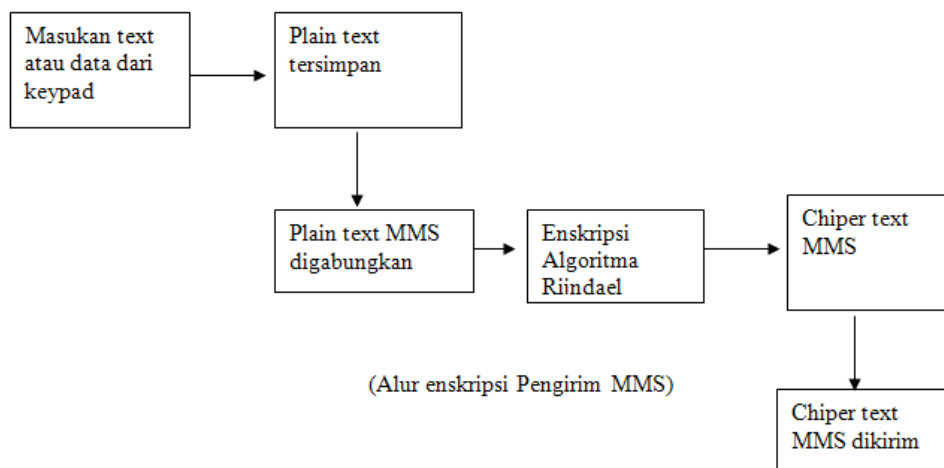 Masukan text
atau data dari
keypad
Plain text
tersimpan
Plain text MMS
digabungkan
Enskripsi
Algoritma
Riindael
Chiper text
MMS
(Alur enskripsi Pengirim MMS)
Chiper text
MMS dikirim